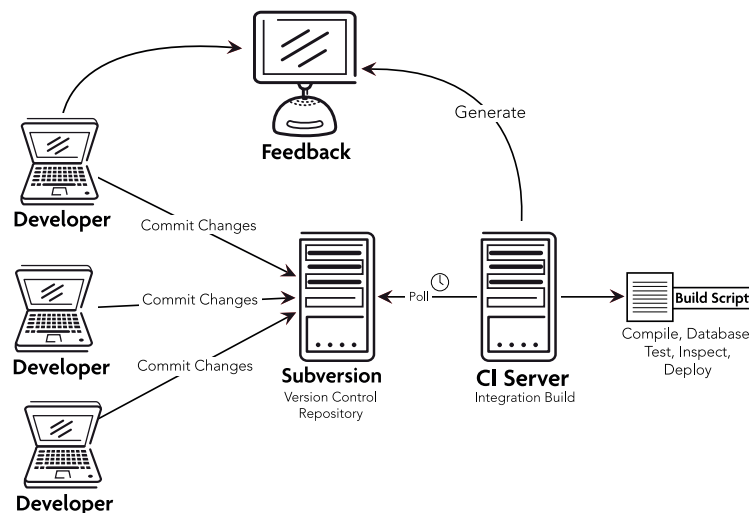 Generate
Feedback
Developer
Commit Changes
Poll
Build Script
Commit Changes
Compile, Database
Test, Inspect,
Deploy
Developer
Commit Changes
Subversion
Version Control
Repository
CI Server
Integration Build
Developer